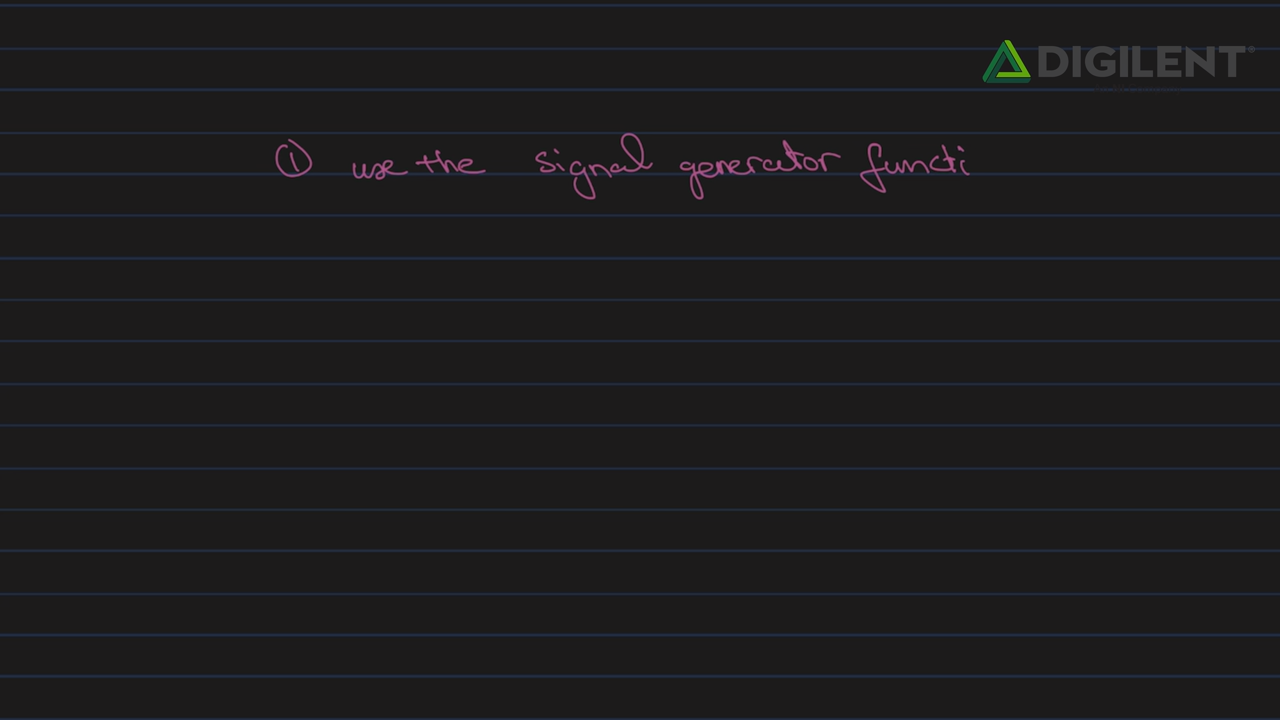 DIGILENT®
① use the signal generator functi